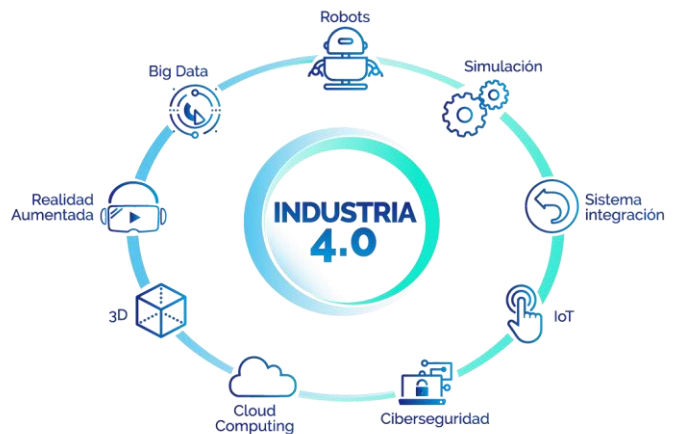 Robots
Simulación
Sistema
integración
IoT
Ciberseguridad
Cloud
Computing
3D
Realidad
Aumentada
Big Data
INDUSTRIA
4.0